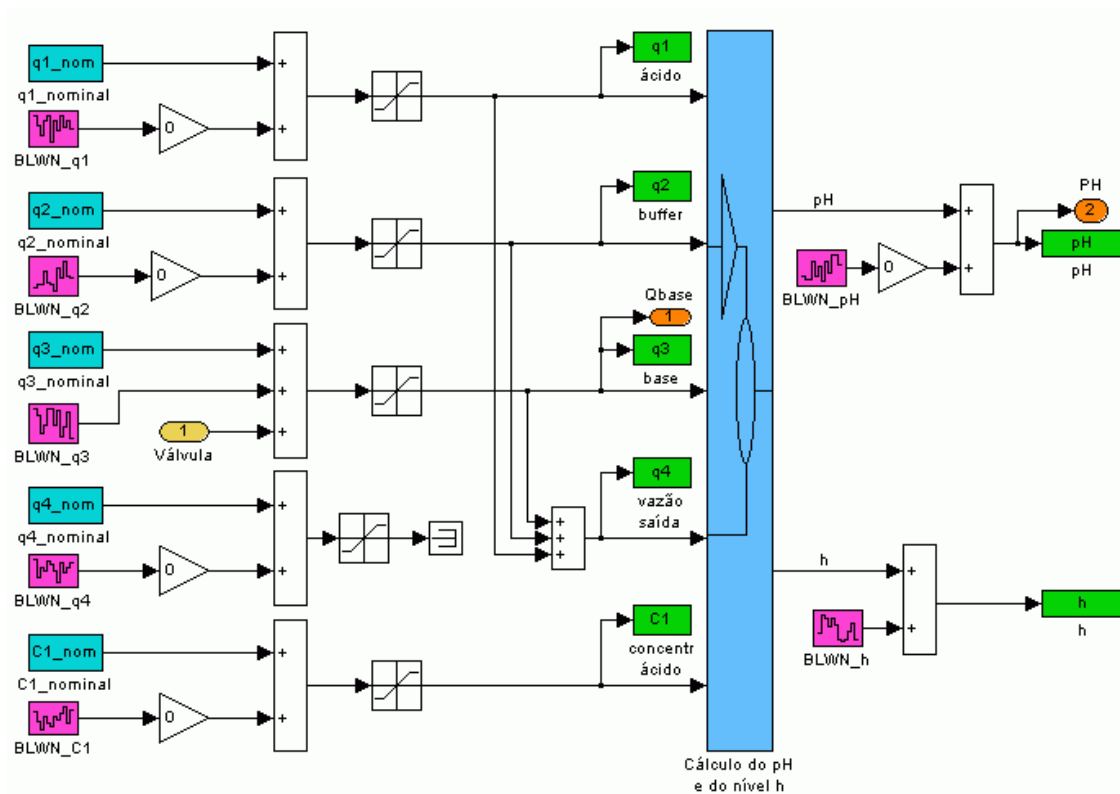 q1_nom
q1_nominal
BLWN_q1
0
+
+
q1
ácido
q2_nom
q2_nominal
BLWN_q2
0
+
+
q2
buffer
q3_nom
q3_nominal
BLWN_q3
1
Válvula
+
+
+
Qbase
1
q3
base
q4_nom
q4_nominal
BLWN_q4
0
+
+
+
+
+
q4
vazão
saída
C1_nom
C1_nominal
BLWN_C1
0
+
+
C1
concentr
ácido
Cálculo do pH
e do nível h
pH
BLWN_pH
0
+
+
PH
2
pH
pH
h
BLWN_h
+
+
h
h